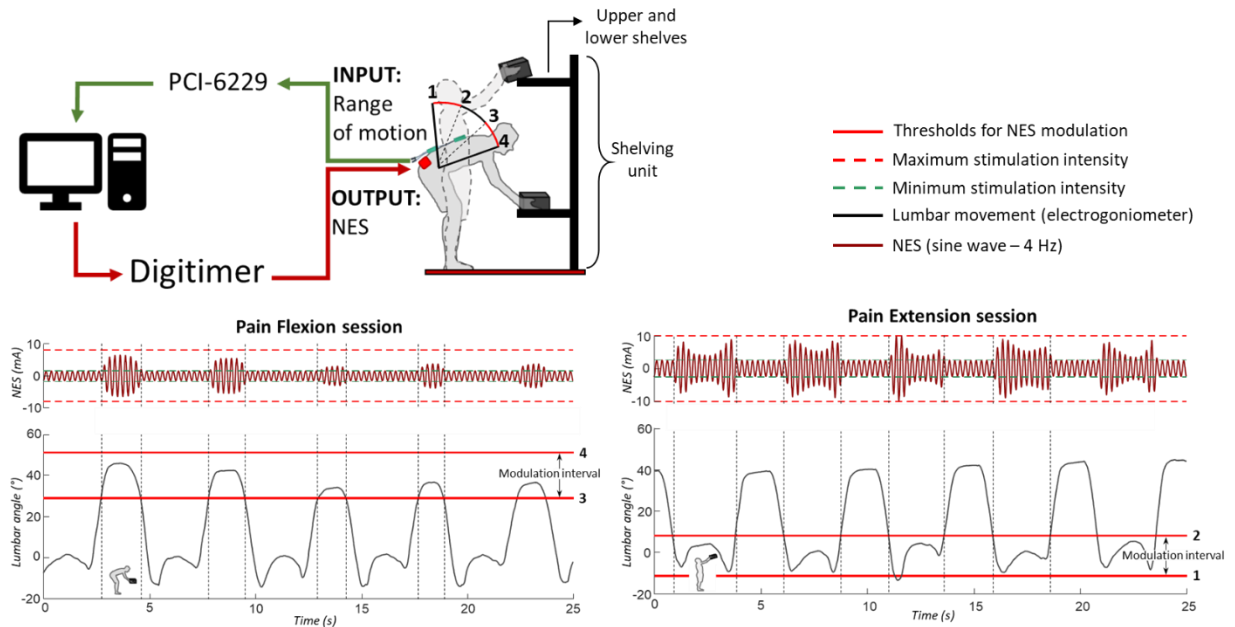 Upper and
lower shelves
PCI-6229
INPUT:
Range
of motion
1
2
3
4
Shelving
unit
OUTPUT:
NES
Digitimer
Thresholds for NES modulation
Maximum stimulation intensity
Minimum stimulation intensity
Lumbar movement (electrogoniometer)
NES (sine wave – 4 Hz)
Pain Flexion session
NES (mA)
10
0
-10
Lumbar angle (°)
60
40
20
0
-20
4
Modulation interval
3
0
5
10
15
20
25
Time (s)
Pain Extension session
NES (mA)
10
0
-10
Lumbar angle (°)
60
40
20
0
-20
2
Modulation interval
1
0
5
10
15
20
25
Time (s)